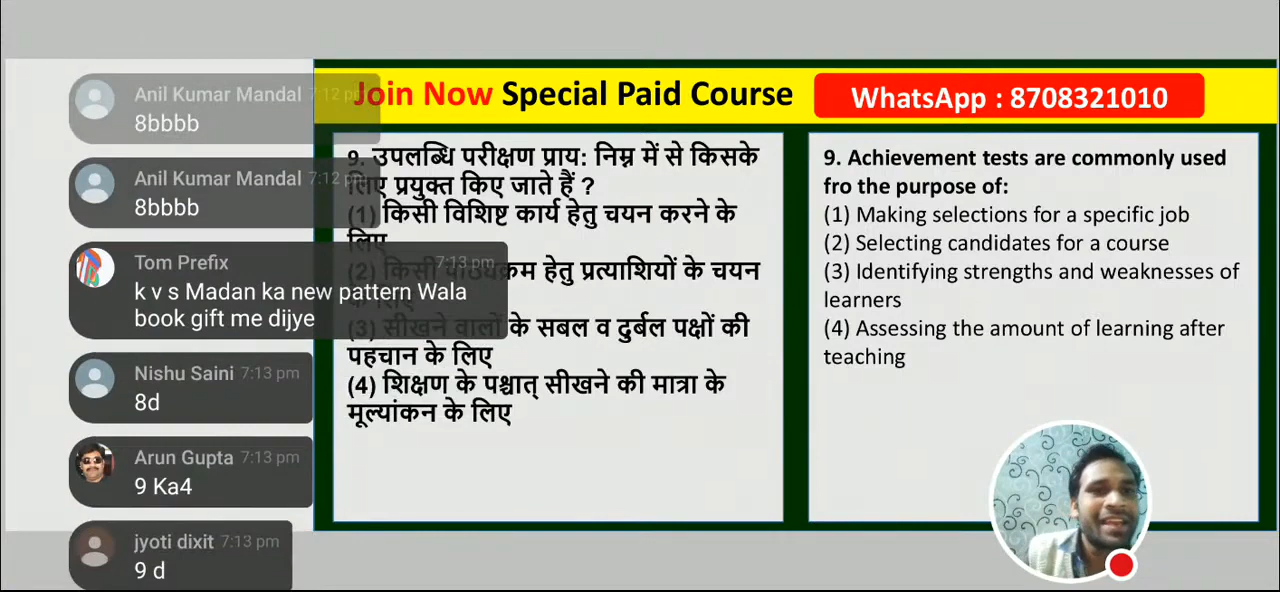 Anil Kumar Mandal 7:12 pm
8bbbb
Anil Kumar Mandal 7:12 pm
8bbbb
Tom Prefix 7:13 pm
k v s Madan ka new pattern Wala
book gift me dijye
Nishu Saini 7:13 pm
8d
Arun Gupta 7:13 pm
9 Ka4
jyoti dixit 7:13 pm
9 d
Join Now Special Paid Course
WhatsApp : 8708321010
9. उपलब्धि परीक्षण प्राय: निम्न में से किसके
लिए प्रयुक्त किए जाते हैं ?
(1) किसी विशिष्ट कार्य हेतु चयन करने के
लिए
(2) किसी पाठ्यक्रम हेतु प्रत्याशियों के चयन
के लिए
(3) सीखने वालों के सबल व दुर्बल पक्षों की
पहचान के लिए
(4) शिक्षण के पश्चात् सीखने की मात्रा के
मूल्यांकन के लिए
9. Achievement tests are commonly used
fro the purpose of:
(1) Making selections for a specific job
(2) Selecting candidates for a course
(3) Identifying strengths and weaknesses of
learners
(4) Assessing the amount of learning after
teaching